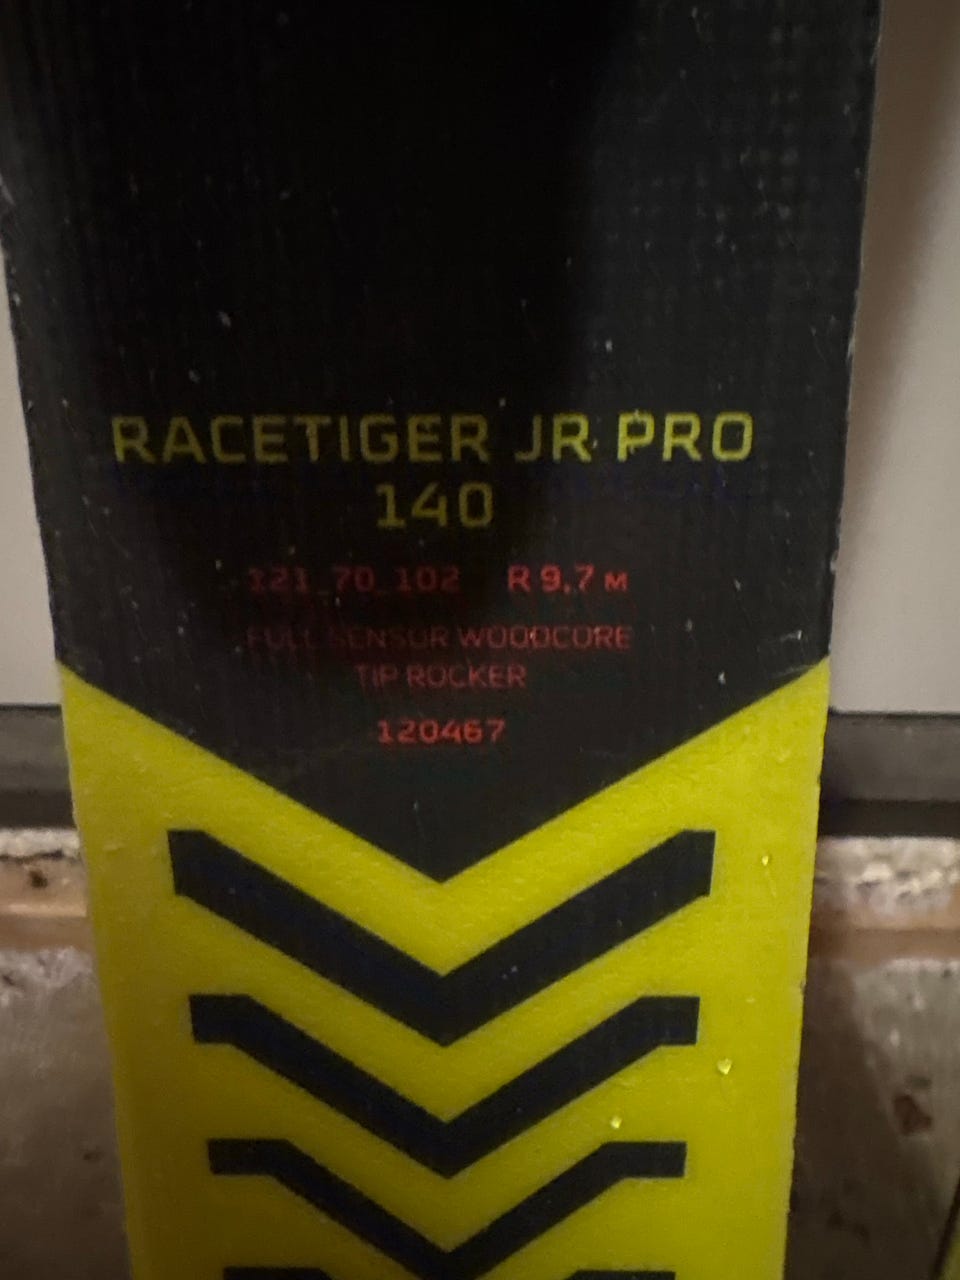 RACETIGER JR PRO
140
121_70_102 R 9.7 M
FULL SENSOR WOODCORE
TIP ROCKER
120467